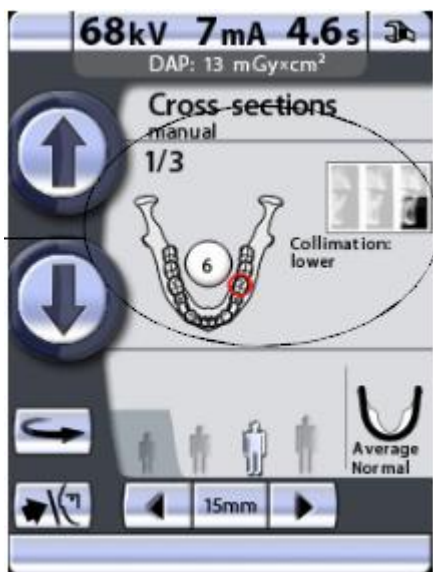 68kV 7mA 4.6s
DAP: 13 mGy×cm²
Cross sections
manual
1/3
6
Collimation:
lower
Average
Normal
15mm